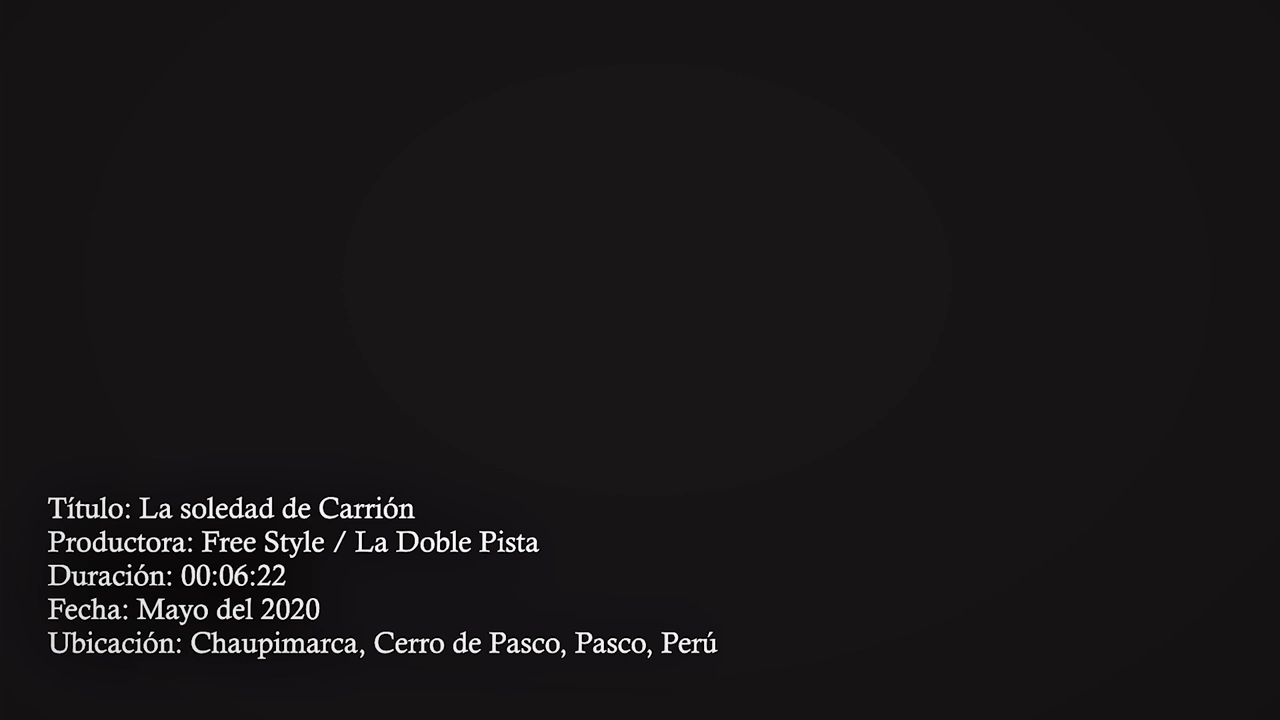 Título: La soledad de Carrión
Productora: Free Style / La Doble Pista
Duración: 00:06:22
Fecha: Mayo del 2020
Ubicación: Chaupimarca, Cerro de Pasco, Pasco, Perú